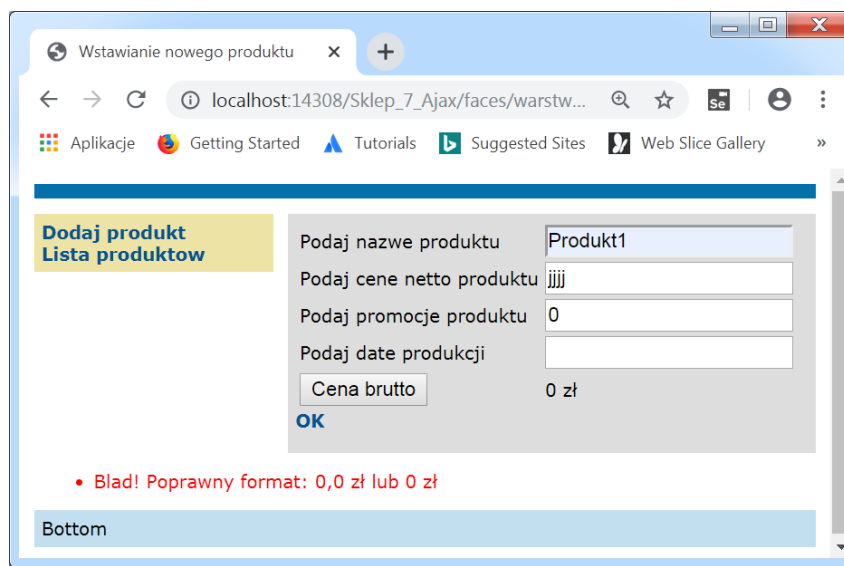 Wstawianie nowego produktu
localhost:14308/Sklep_7_Ajax/faces/warstw...
Se
Aplikacje Getting Started Tutorials Suggested Sites Web Slice Gallery »
Dodaj produkt
Lista produktow
Podaj nazwe produktu Produkt1
Podaj cene netto produktu jjjj
Podaj promocje produktu 0
Podaj date produkcji
Cena brutto 0 zł
OK
Blad! Poprawny format: 0,0 zł lub 0 zł
Bottom